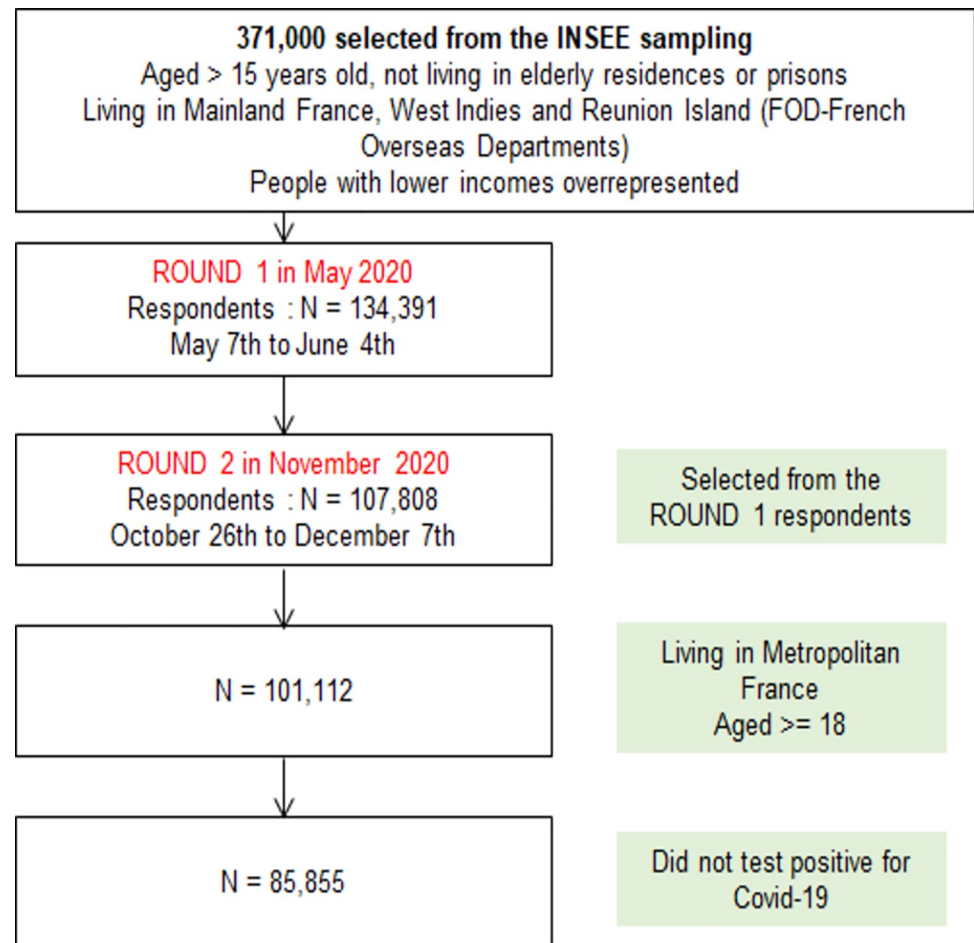 371,000 selected from the INSEE sampling
Aged > 15 years old, not living in elderly residences or prisons
Living in Mainland France, West Indies and Reunion Island (FOD-French
Overseas Departments)
People with lower incomes overrepresented
ROUND 1 in May 2020
Respondents : N = 134,391
May 7th to June 4th
ROUND 2 in November 2020
Respondents : N = 107,808
October 26th to December 7th
Selected from the
ROUND 1 respondents
N = 101,112
Living in Metropolitan
France
Aged >= 18
N = 85,855
Did not test positive for
Covid-19